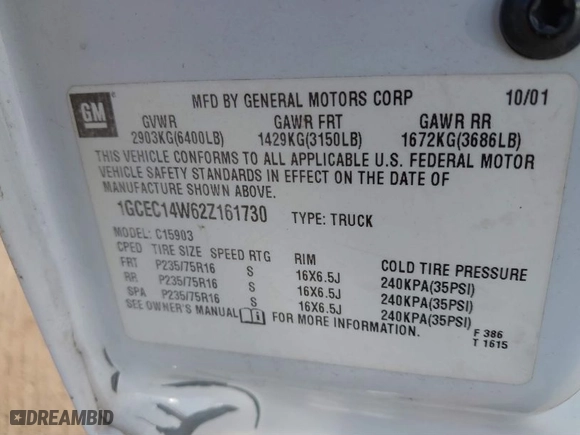 GM
MFD BY GENERAL MOTORS CORP 10/01
GVWR GAWR FRT GAWR RR
2903KG(6400LB) 1429KG(3150LB) 1672KG(3686LB)
THIS VEHICLE CONFORMS TO ALL APPLICABLE U.S. FEDERAL MOTOR
VEHICLE SAFETY STANDARDS IN EFFECT ON THE DATE OF
MANUFACTURE SHOWN ABOVE.
1GCEC14W62Z161730 TYPE: TRUCK
MODEL: C15903
CPED TIRE SIZE SPEED RTG RIM COLD TIRE PRESSURE
FRT P235/75R16 S 16X6.5J 240KPA(35PSI)
RR P235/75R16 S 16X6.5J 240KPA(35PSI)
SPA P235/75R16 S 16X6.5J 240KPA(35PSI)
SEE OWNER'S MANUAL FOR MORE INFORMATION.
F 386
T 1615
DREAMBID